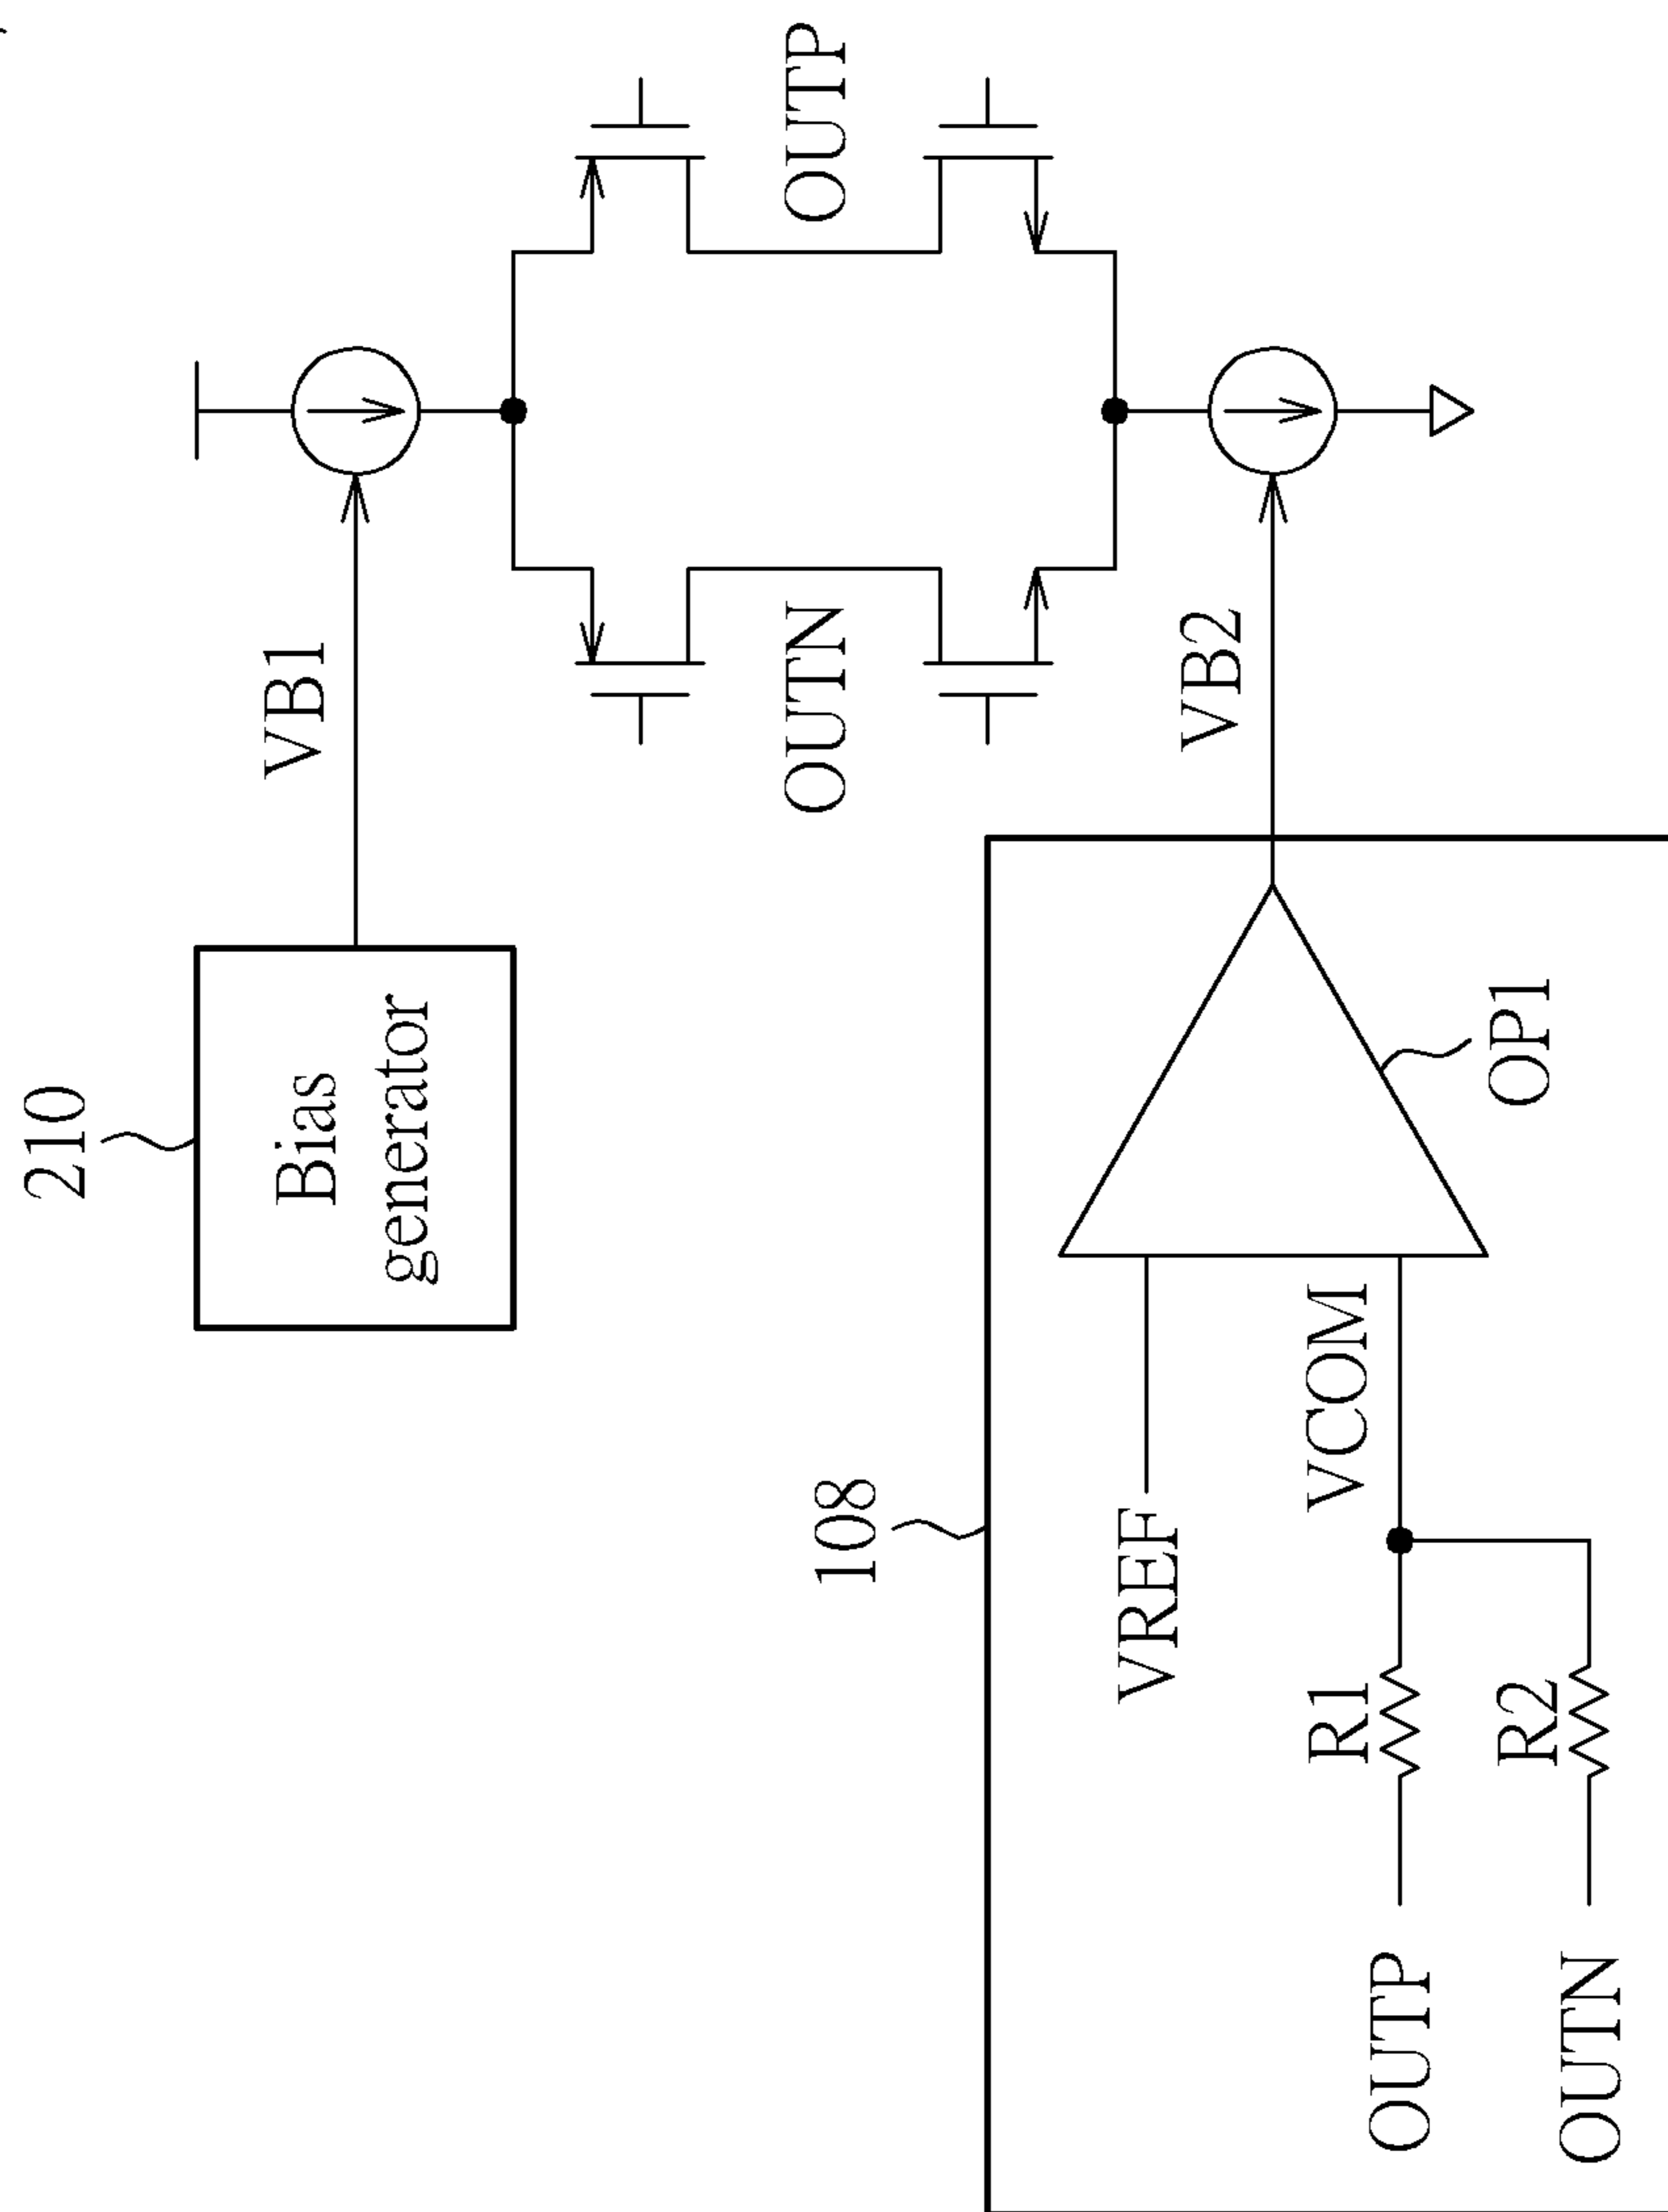 210
Bias
generator
VB1
OUTN
OUTP
108
VREF
VCOM
VB2
R1
OUTP
R2
OUTN
OP1